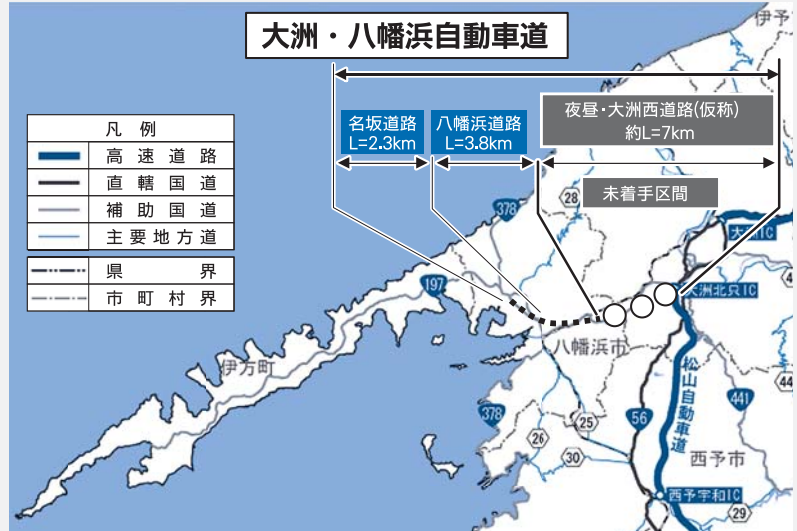 大洲・八幡浜自動車道
伊予市
名坂道路
L=2.3km
八幡浜道路
L=3.8km
夜昼・大洲西道路(仮称)
約L=7km
未着手区間
凡例
高速道路
直轄国道
補助国道
主要地方道
県界
市町村界
28
378
大洲IC
197
大洲北只IC
八幡浜市
伊方町
松山自動車道
44
441
378
56
25
26
30
西予市
西予宇和IC
29